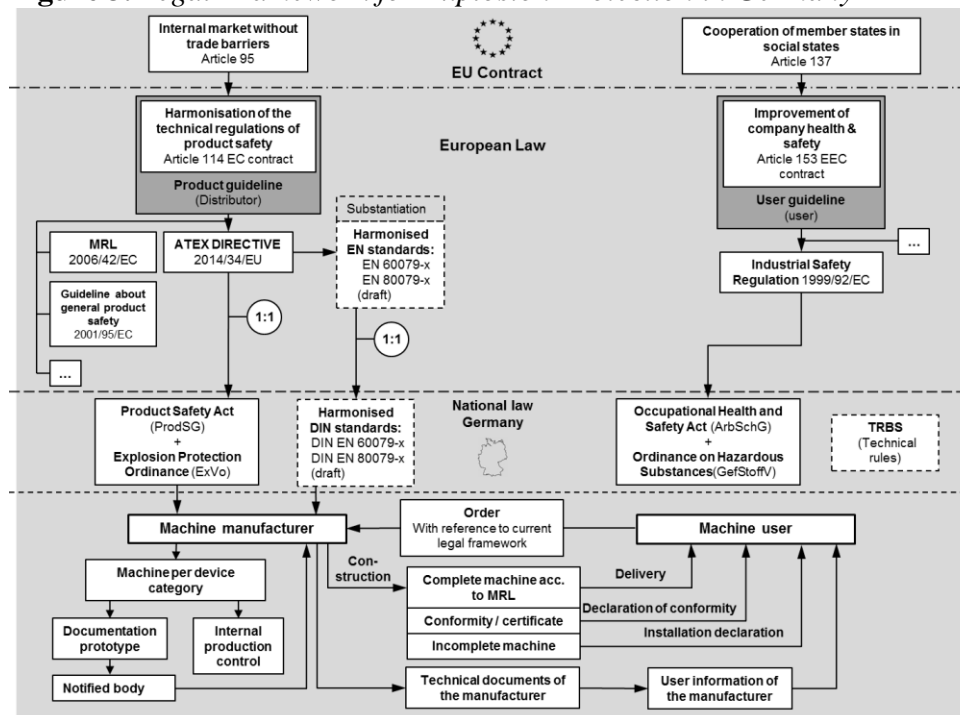 Legal Framework for Explosion Protection in Germany
Internal market without
trade barriers
Article 95
EU Contract
Cooperation of member states in
social states
Article 137
Harmonisation of the
technical regulations of
product safety
Article 114 EC contract
Product guideline
(Distributor)
European Law
Improvement of
company health &
safety
Article 153 EEC
contract
User guideline
(user)
MRL
2006/42/EC
ATEX DIRECTIVE
2014/34/EU
Substantiation
Harmonised
EN standards:
EN 60079-x
EN 80079-x
(draft)
...
Industrial Safety
Regulation 1999/92/EC
Guideline about
general product
safety
2001/95/EC
1:1
1:1
...
Product Safety Act
(ProdSG)
+
Explosion Protection
Ordinance (ExVo)
Harmonised
DIN standards:
DIN EN 60079-x
DIN EN 80079-x
(draft)
National law
Germany
Occupational Health and
Safety Act (ArbSchG)
+
Ordinance on Hazardous
Substances(GefStoffV)
TRBS
(Technical
rules)
Machine manufacturer
Order
With reference to current
legal framework
Machine user
Machine per device
category
Con-
struction
Complete machine acc.
to MRL
Delivery
Conformity / certificate
Declaration of conformity
Incomplete machine
Installation declaration
Documentation
prototype
Internal
production
control
Notified body
Technical documents of
the manufacturer
User information of
the manufacturer